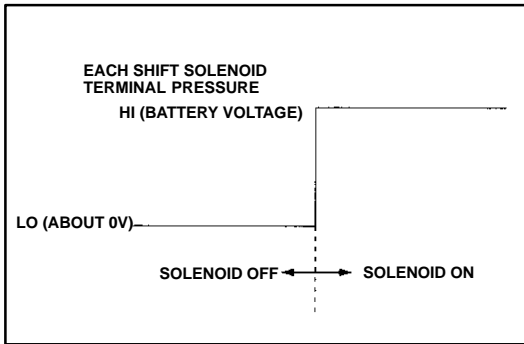 EACH SHIFT SOLENOID
TERMINAL PRESSURE
HI (BATTERY VOLTAGE)
LO (ABOUT 0V)
SOLENOID OFF
SOLENOID ON